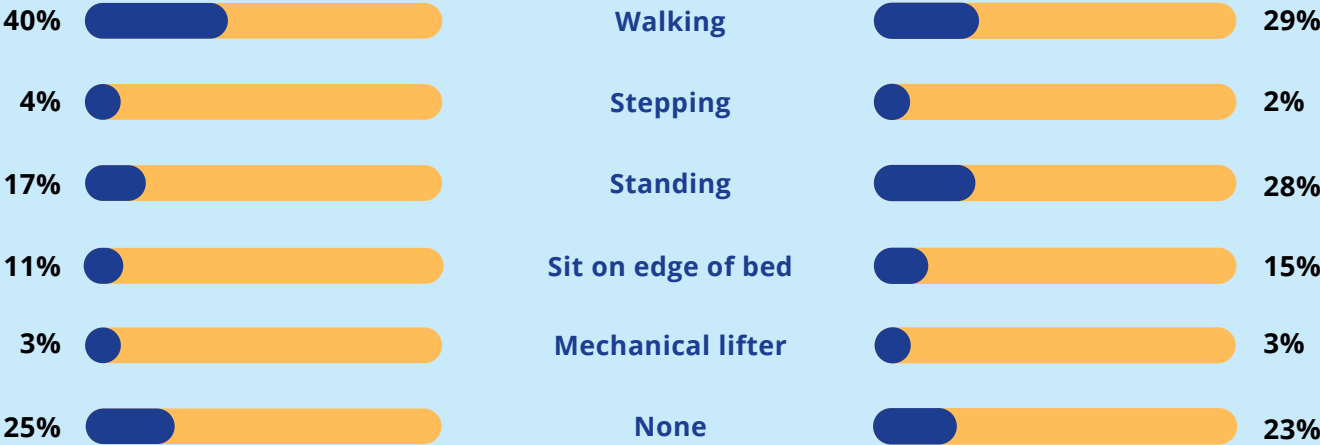 40% Walking 29%
4% Stepping 2%
17% Standing 28%
11% Sit on edge of bed 15%
3% Mechanical lifter 3%
25% None 23%